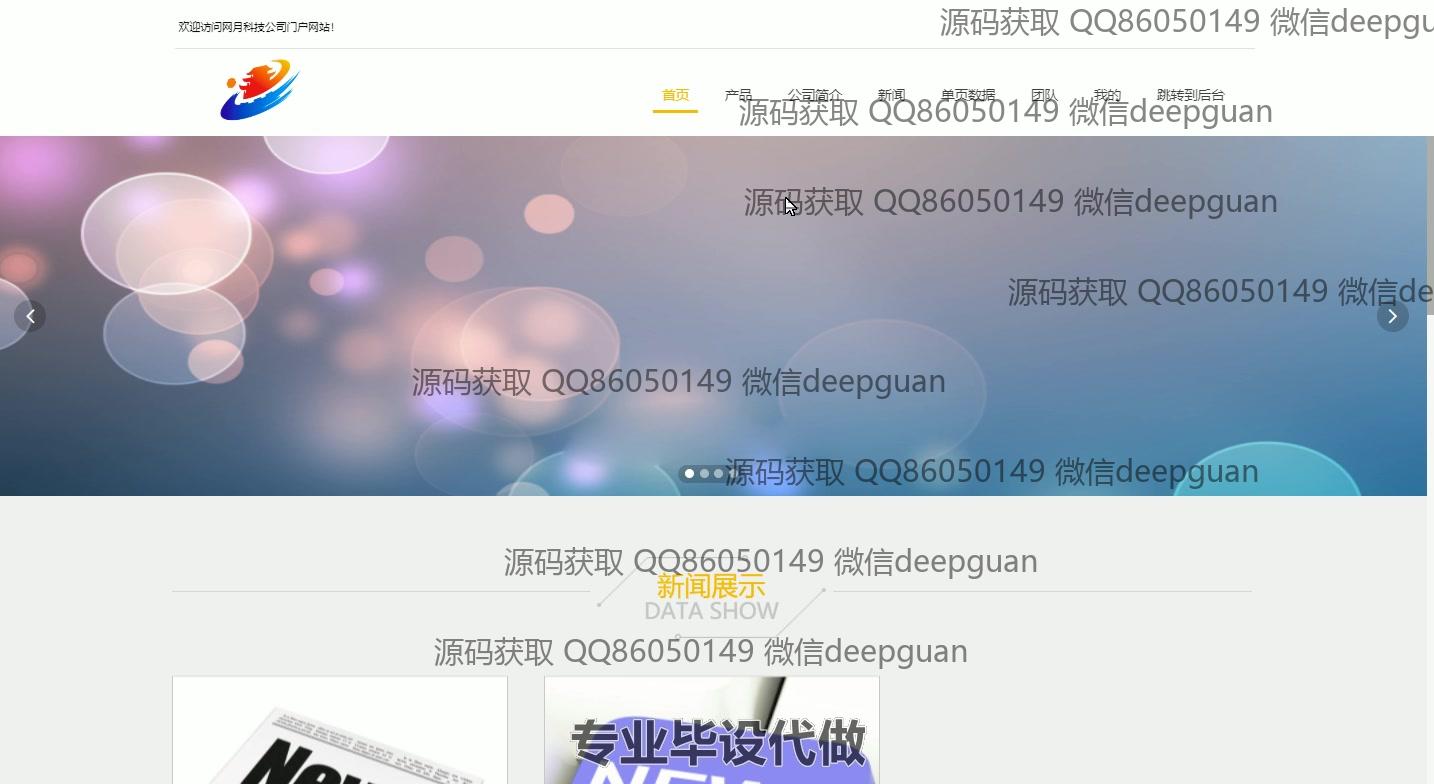 源码获取 QQ86050149 微信deepgu
欢迎访问网月科技公司门户网站!
首页 产品 公司简介 新闻 单页数据 团队 我的 跳转到后台
源码获取 QQ86050149 微信deepguan
源码获取 QQ86050149 微信deepguan
源码获取 QQ86050149 微信de
源码获取 QQ86050149 微信deepguan
源码获取 QQ86050149 微信deepguan
源码获取 QQ86050149 微信deepguan
新闻展示
DATA SHOW
源码获取 QQ86050149 微信deepguan
专业毕设代做
New
NEW